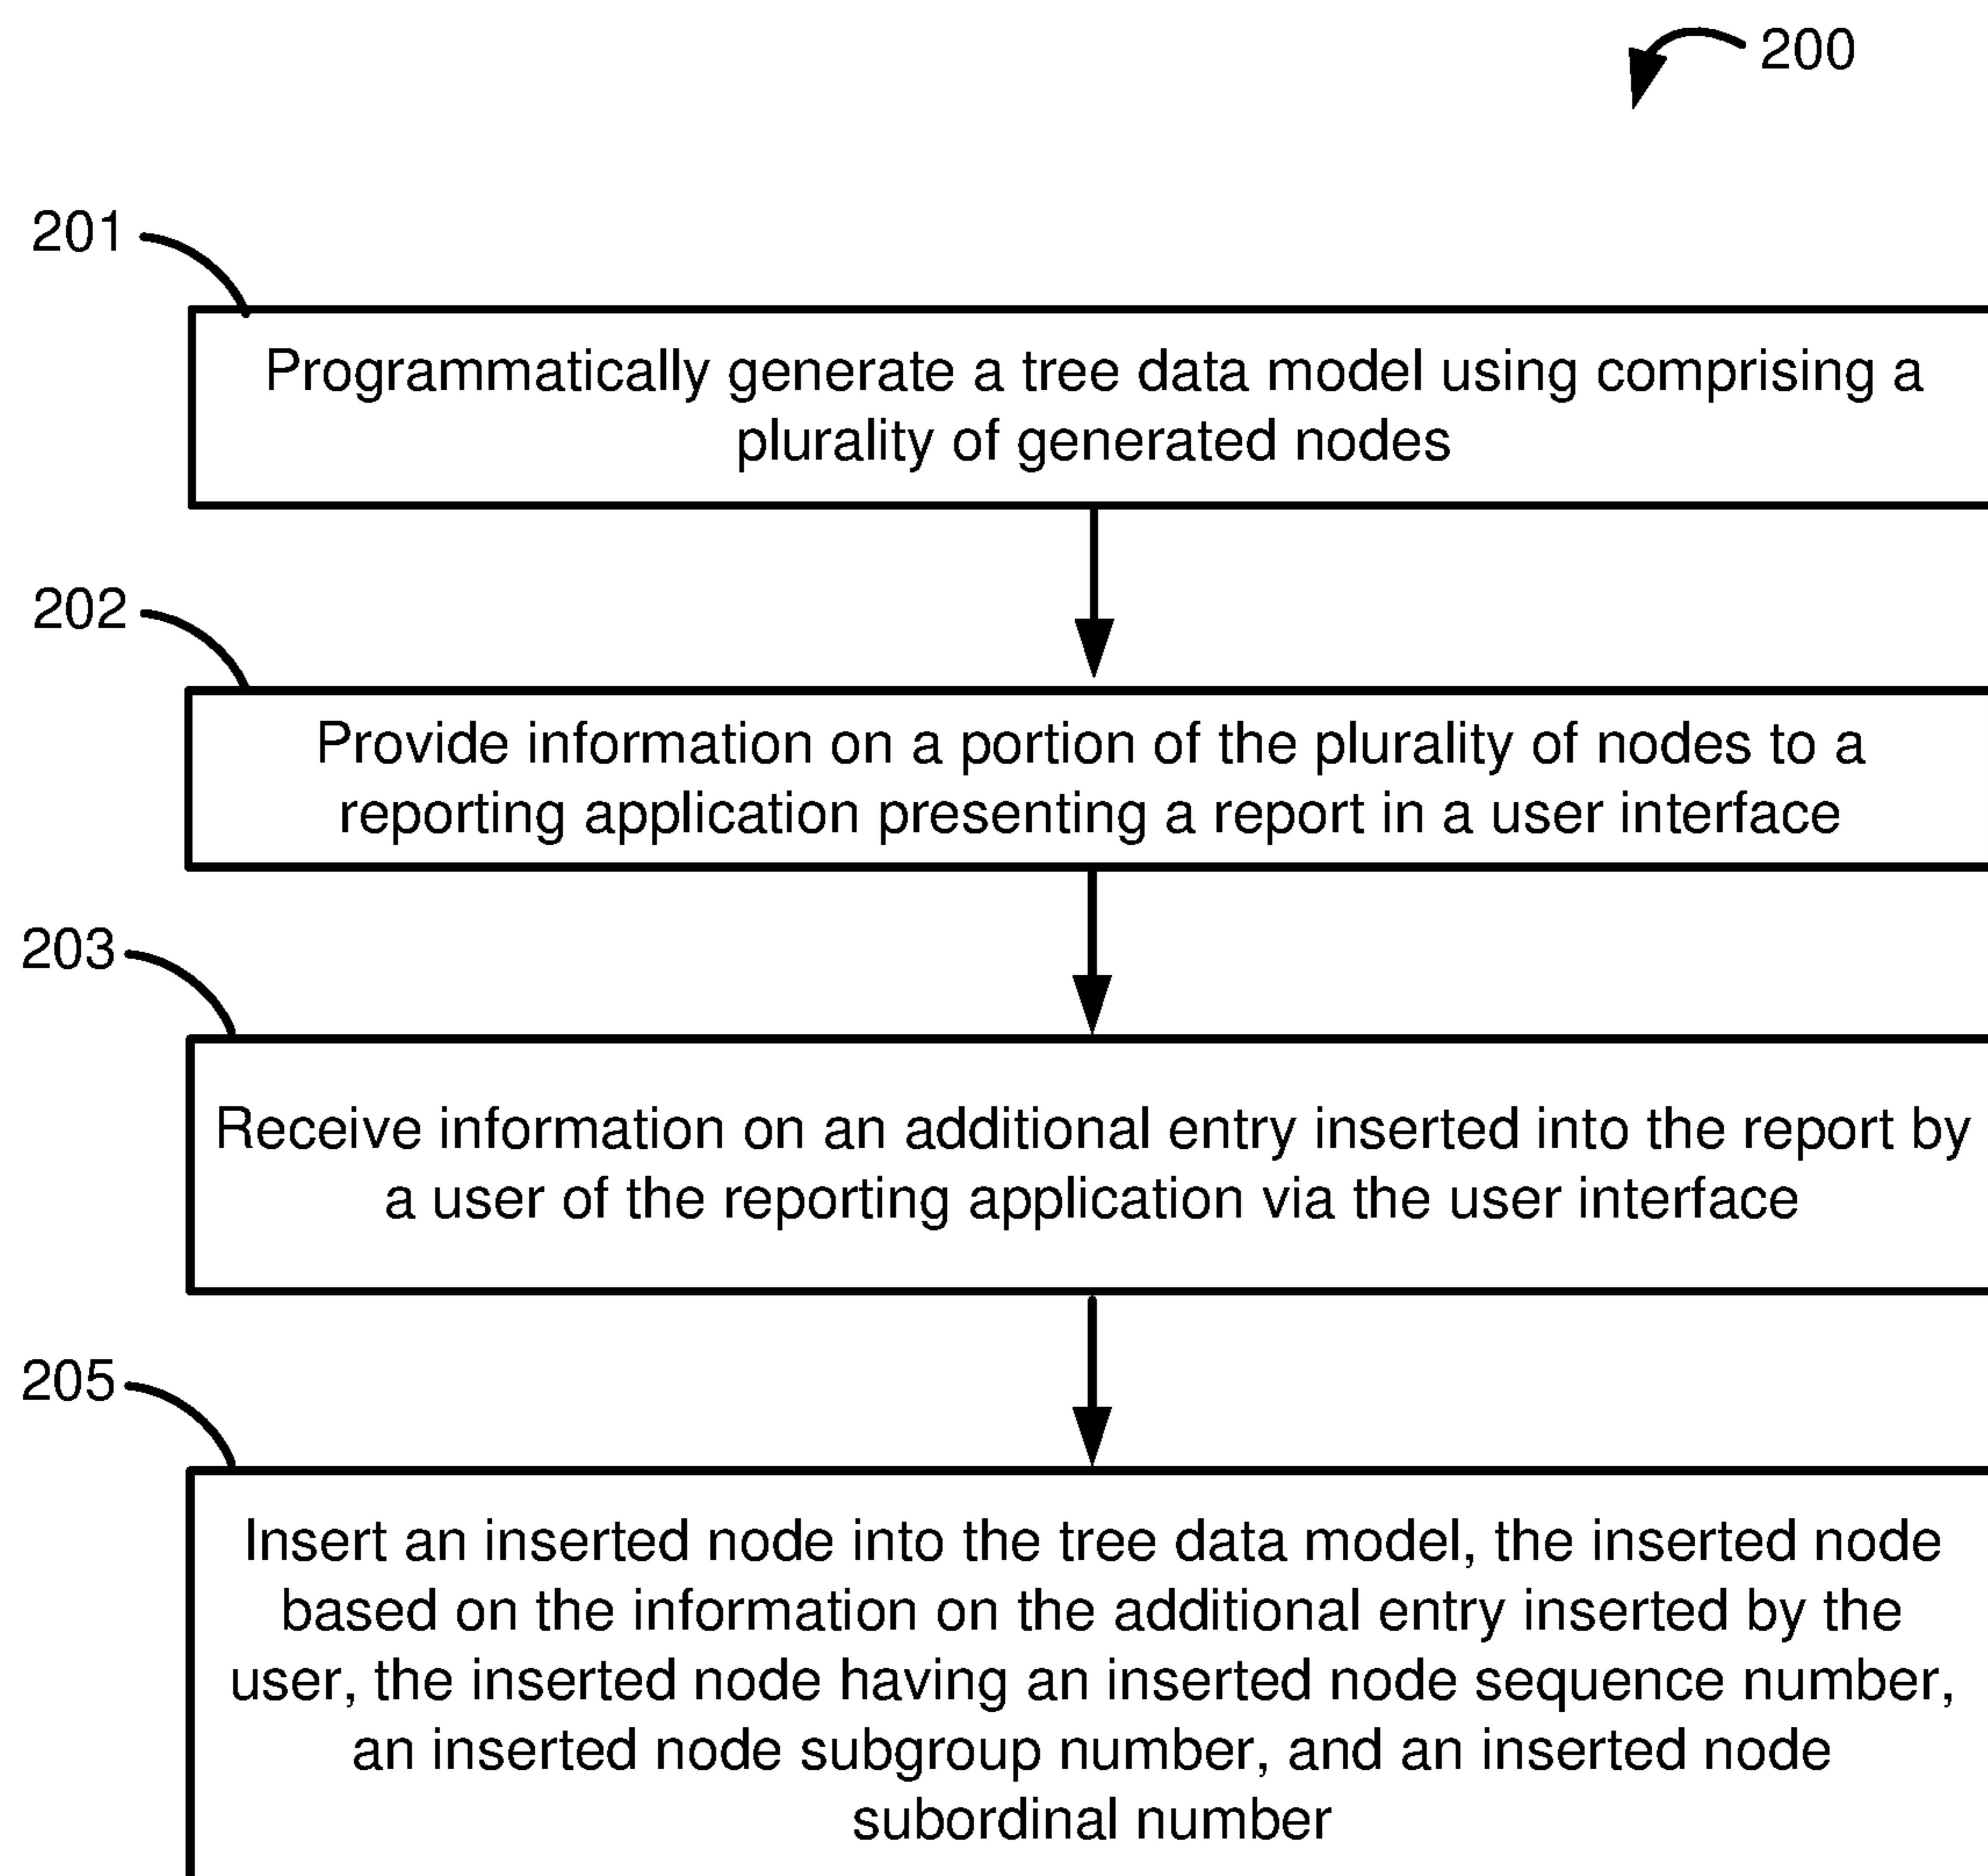 200
201
Programmatically generate a tree data model using comprising a
plurality of generated nodes
202
Provide information on a portion of the plurality of nodes to a
reporting application presenting a report in a user interface
203
Receive information on an additional entry inserted into the report by
a user of the reporting application via the user interface
205
Insert an inserted node into the tree data model, the inserted node
based on the information on the additional entry inserted by the
user, the inserted node having an inserted node sequence number,
an inserted node subgroup number, and an inserted node
subordinal number